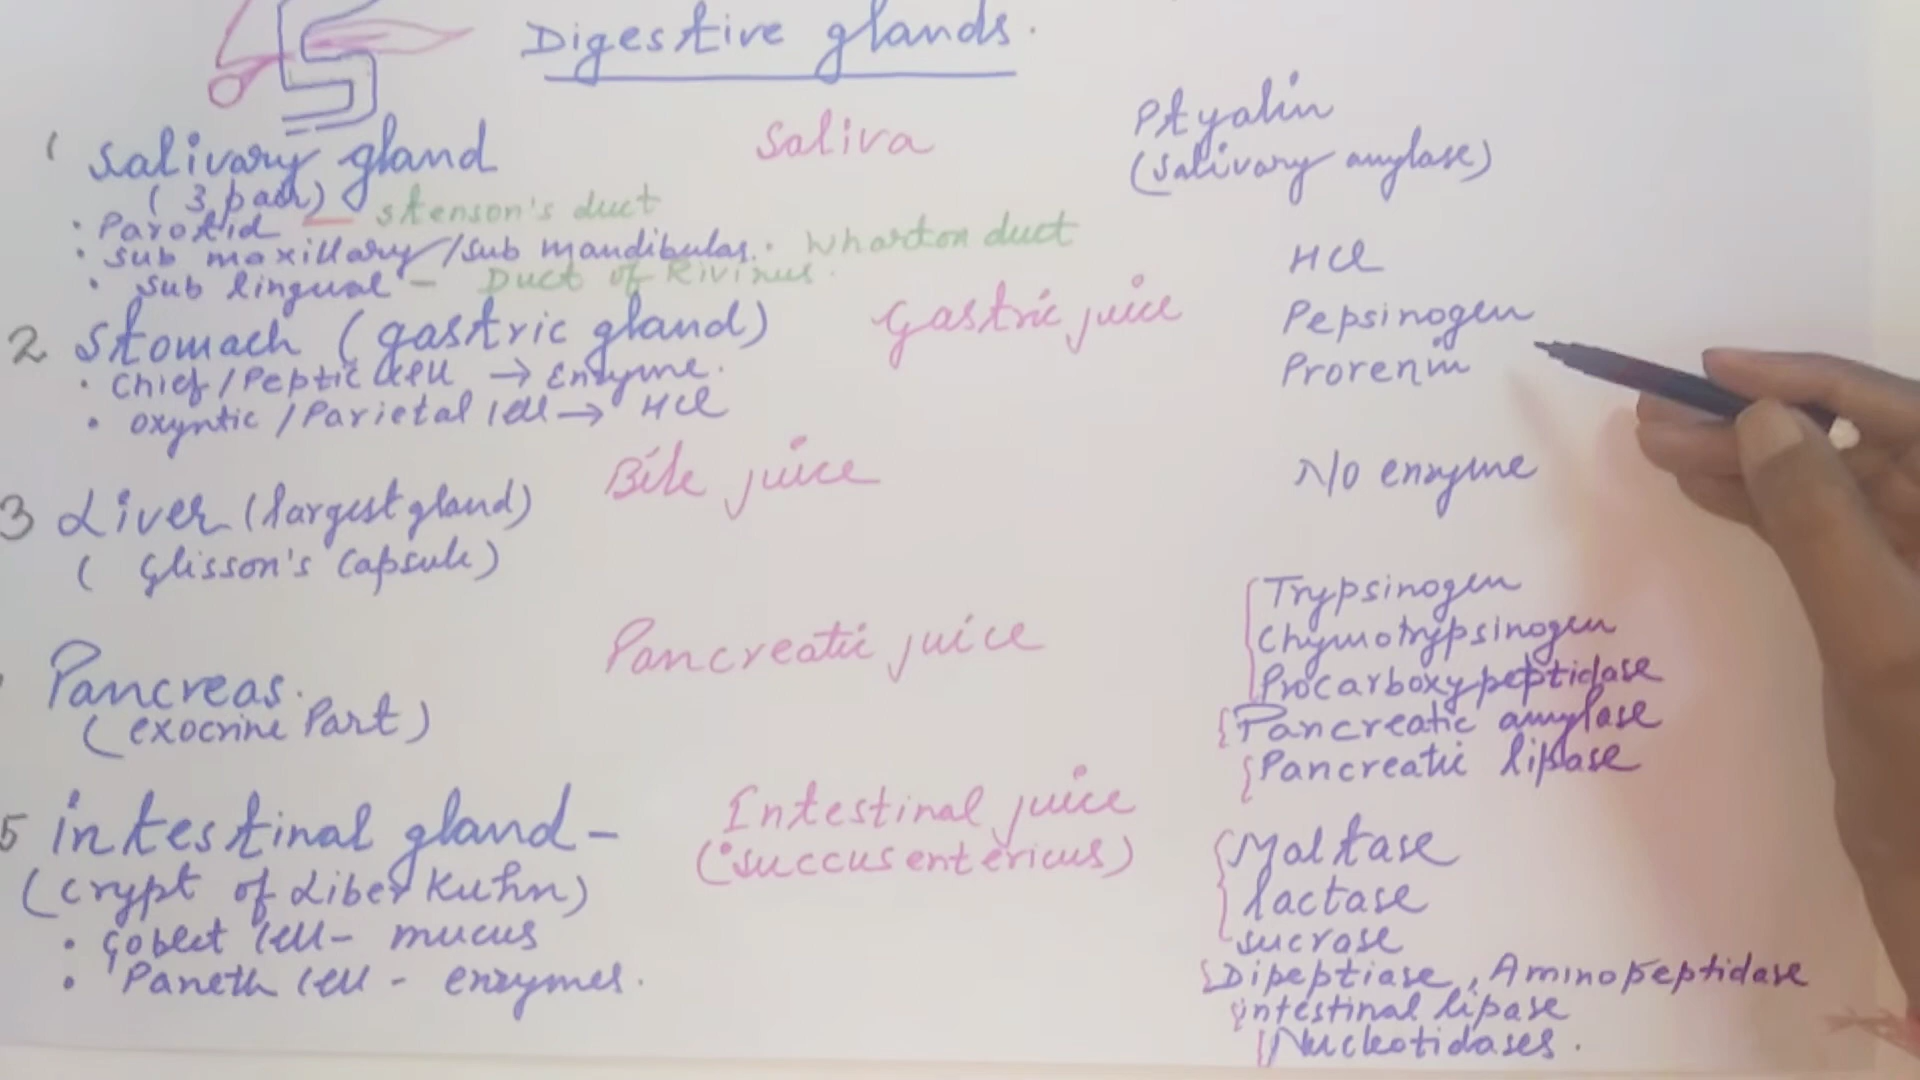 Digestive glands.
1 Salivary gland
Saliva
Ptyalin
(Salivary amylase)
(3 pair)
• Parotid — Stenson's duct
• Sub maxillary/Sub mandibular. Wharton duct
• Sub lingual – Duct of Rivinus.
2 Stomach (gastric gland)
Gastric juice
HCl
Pepsinogen
Prorenin
• Chief/Peptic cell → Enzyme.
• Oxyntic/Parietal cell → HCl
3 Liver (largest gland)
(Glisson's Capsule)
Bile juice
No enzyme
Pancreas.
(exocrine Part)
Pancreatic juice
Trypsinogen
Chymotrypsinogen
Procarboxypeptidase
Pancreatic amylase
Pancreatic lipase
5 intestinal gland –
(crypt of Liber Kuhn)
• Goblet cell – mucus
• Paneth cell - enzymes.
Intestinal juice
(succus entericus)
Maltase
lactase
sucrase
Dipeptiase, Aminopeptidase
intestinal lipase
Nucleotidases.